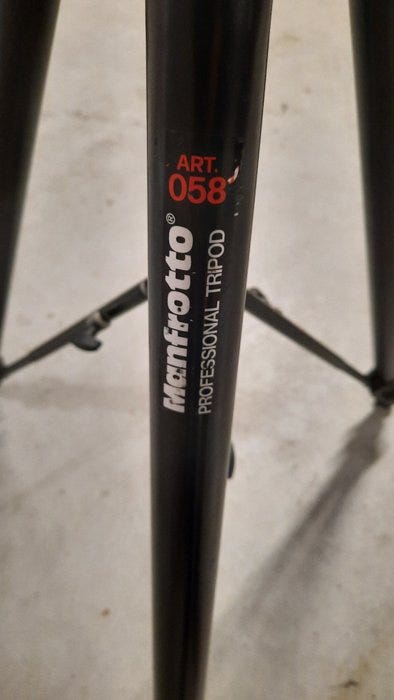 ART.
058
Manfrotto®
PROFESSIONAL TRIPOD